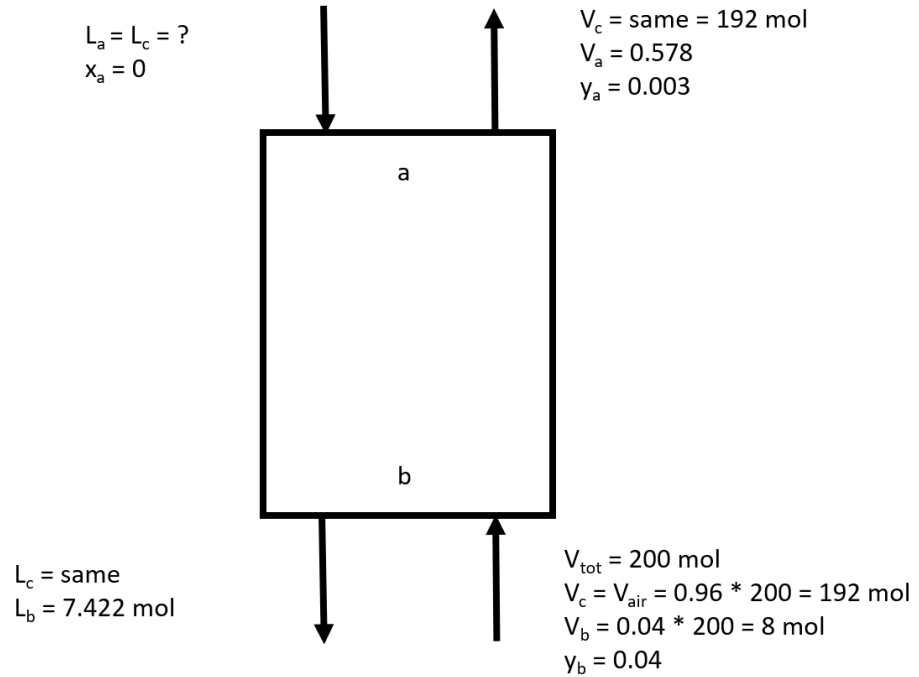 L_a = L_c = ?
x_a = 0
V_c = same = 192 mol
V_a = 0.578
y_a = 0.003
a
b
L_c = same
L_b = 7.422 mol
V_tot = 200 mol
V_c = V_air = 0.96 * 200 = 192 mol
V_b = 0.04 * 200 = 8 mol
y_b = 0.04